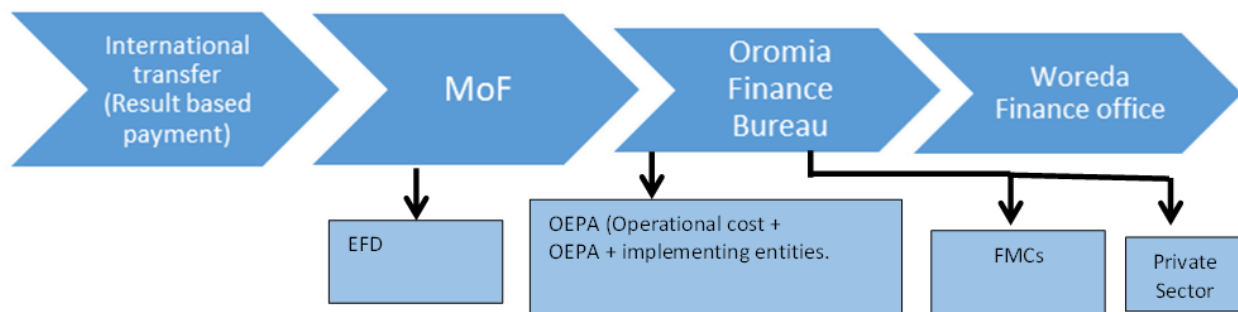 International
transfer
(Result based
payment)
MoF
Oromia
Finance
Bureau
Woreda
Finance office
EFD
OEPA (Operational cost +
OEPA + implementing entities.
FMCs
Private
Sector